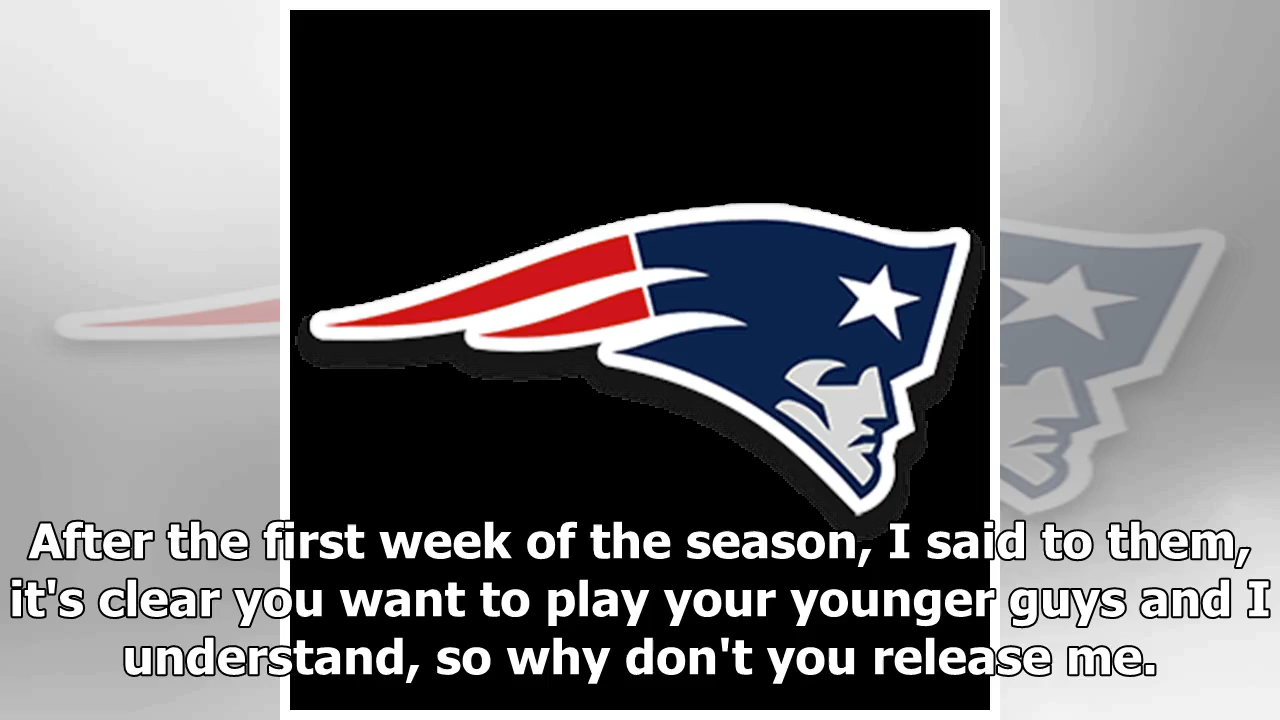 After the first week of the season, I said to them,
it's clear you want to play your younger guys and I
understand, so why don't you release me.